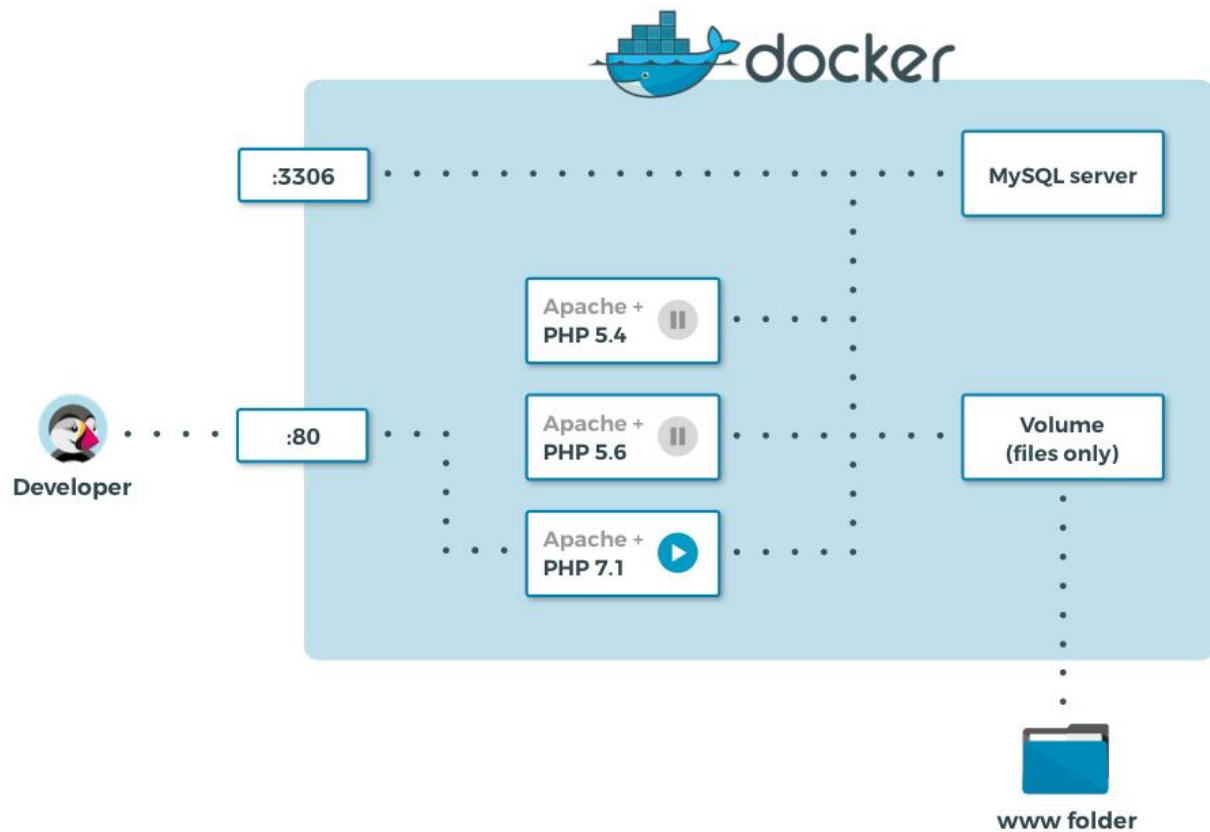 docker
:3306
MySQL server
Apache +
PHP 5.4
Developer
:80
Apache +
PHP 5.6
Volume
(files only)
Apache +
PHP 7.1
www folder